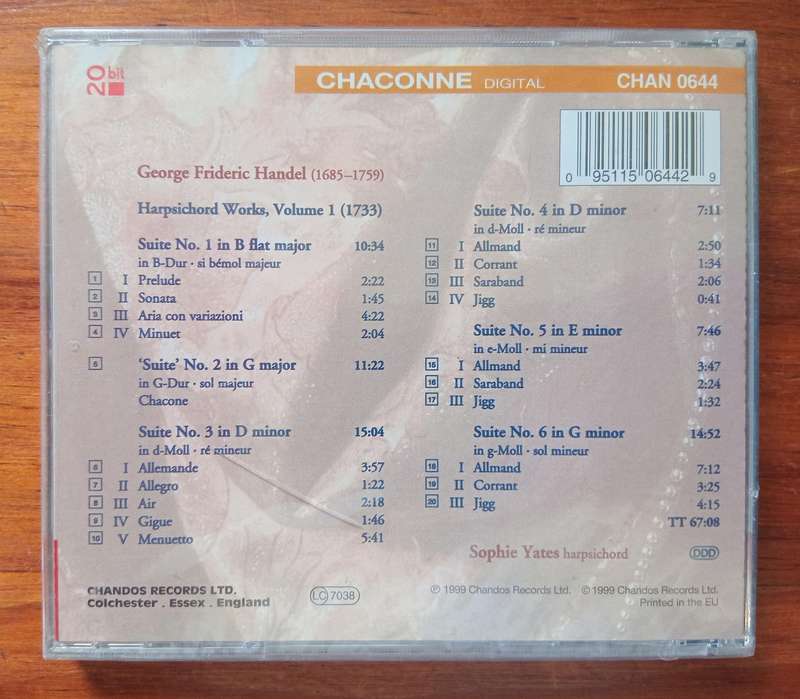 20 bit
CHACONNE DIGITAL CHAN 0644
0 95115 06442 9
George Frideric Handel (1685–1759)
Harpsichord Works, Volume 1 (1733)
Suite No. 1 in B flat major 10:34
in B-Dur · si bémol majeur
1 I Prelude 2:22
2 II Sonata 1:45
3 III Aria con variazioni 4:22
4 IV Minuet 2:04
5 ‘Suite’ No. 2 in G major 11:22
in G-Dur · sol majeur
Chacone
Suite No. 3 in D minor 15:04
in d-Moll · ré mineur
6 I Allemande 3:57
7 II Allegro 1:22
8 III Air 2:18
9 IV Gigue 1:46
10 V Menuetto 5:41
Suite No. 4 in D minor 7:11
in d-Moll · ré mineur
11 I Allmand 2:50
12 II Corrant 1:34
13 III Saraband 2:06
14 IV Jigg 0:41
Suite No. 5 in E minor 7:46
in e-Moll · mi mineur
15 I Allmand 3:47
16 II Saraband 2:24
17 III Jigg 1:32
Suite No. 6 in G minor 14:52
in g-Moll · sol mineur
18 I Allmand 7:12
19 II Corrant 3:25
20 III Jigg 4:15
TT 67:08
Sophie Yates harpsichord DDD
CHANDOS RECORDS LTD.
Colchester . Essex . England
LC 7038
℗ 1999 Chandos Records Ltd. © 1999 Chandos Records Ltd.
Printed in the EU